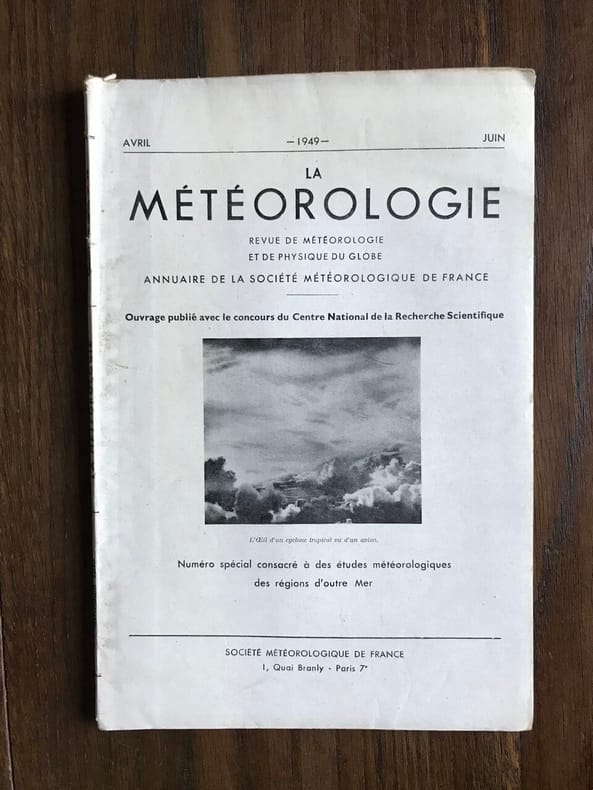 AVRIL —1949— JUIN
LA
MÉTÉOROLOGIE
REVUE DE MÉTÉOROLOGIE
ET DE PHYSIQUE DU GLOBE
ANNUAIRE DE LA SOCIÉTÉ MÉTÉOROLOGIQUE DE FRANCE
Ouvrage publié avec le concours du Centre National de la Recherche Scientifique
L'Œil d'un cyclone tropical vu d'un avion.
Numéro spécial consacré à des études météorologiques
des régions d'outre Mer
SOCIÉTÉ MÉTÉOROLOGIQUE DE FRANCE
1, Quai Branly - Paris 7e